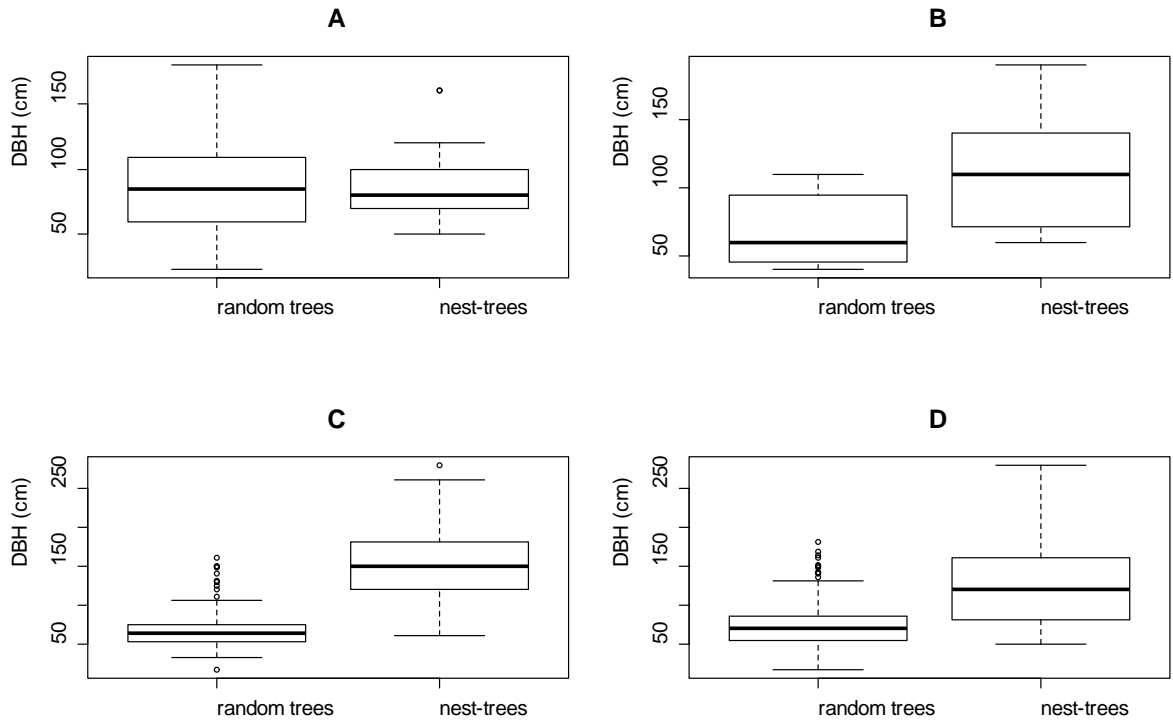 A
DBH (cm)
50
100
150
random trees
nest-trees
B
DBH (cm)
50
100
150
random trees
nest-trees
C
DBH (cm)
50
150
250
random trees
nest-trees
D
DBH (cm)
50
150
250
random trees
nest-trees